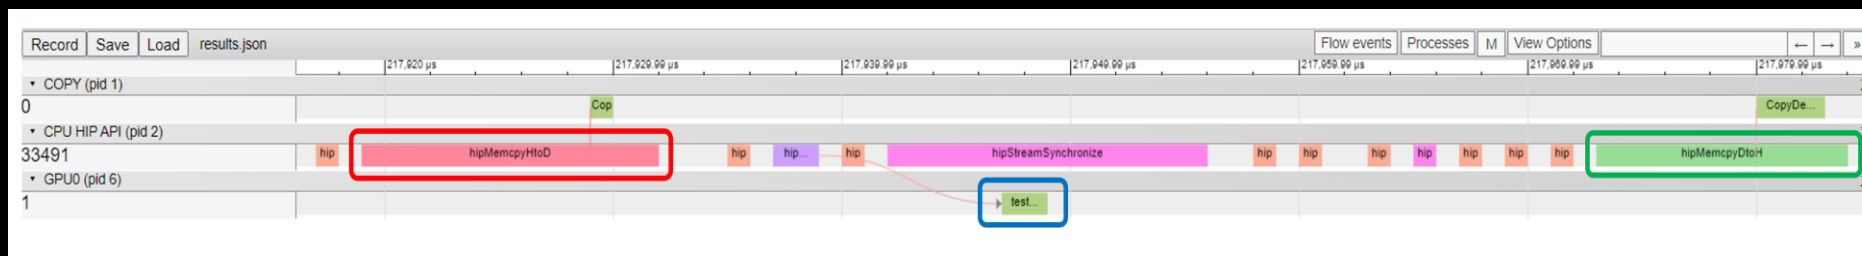 Record Save Load results.json Flow events Processes M View Options ← → »
217,920 µs 217,929.99 µs 217,939.99 µs 217,949.99 µs 217,959.99 µs 217,969.99 µs 217,979.99 µs
▾ COPY (pid 1)
0 Cop CopyDe...
▾ CPU HIP API (pid 2)
33491 hip hipMemcpyHtoD hip hip... hip hipStreamSynchronize hip hip hip hip hip hip hip hipMemcpyDtoH
▾ GPU0 (pid 6)
1 test...